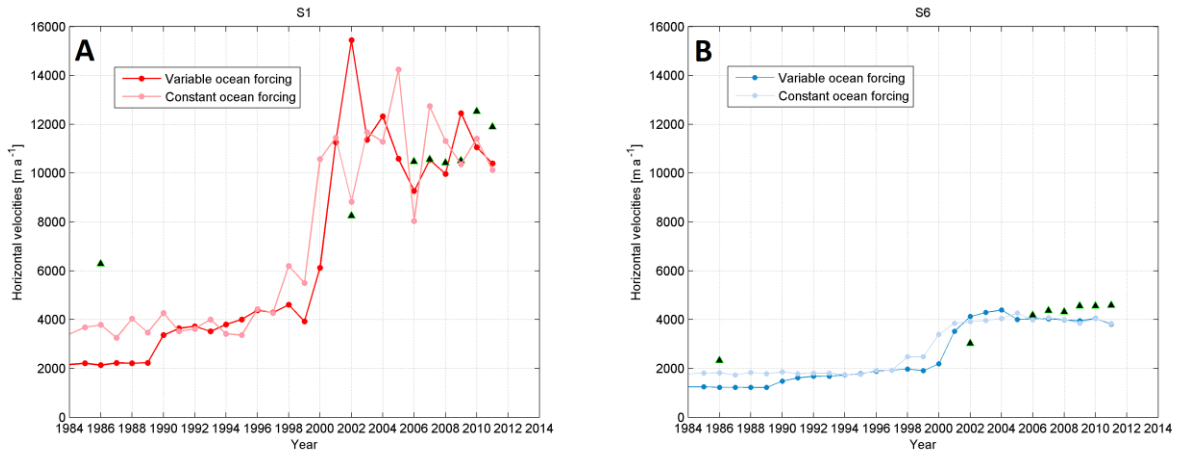 S1
A
Variable ocean forcing
Constant ocean forcing
16000
14000
12000
10000
8000
6000
4000
2000
0
Horizontal velocities [m a⁻¹]
1984 1986 1988 1990 1992 1994 1996 1998 2000 2002 2004 2006 2008 2010 2012 2014
Year
S6
B
Variable ocean forcing
Constant ocean forcing
16000
14000
12000
10000
8000
6000
4000
2000
0
Horizontal velocities [m a⁻¹]
1984 1986 1988 1990 1992 1994 1996 1998 2000 2002 2004 2006 2008 2010 2012 2014
Year